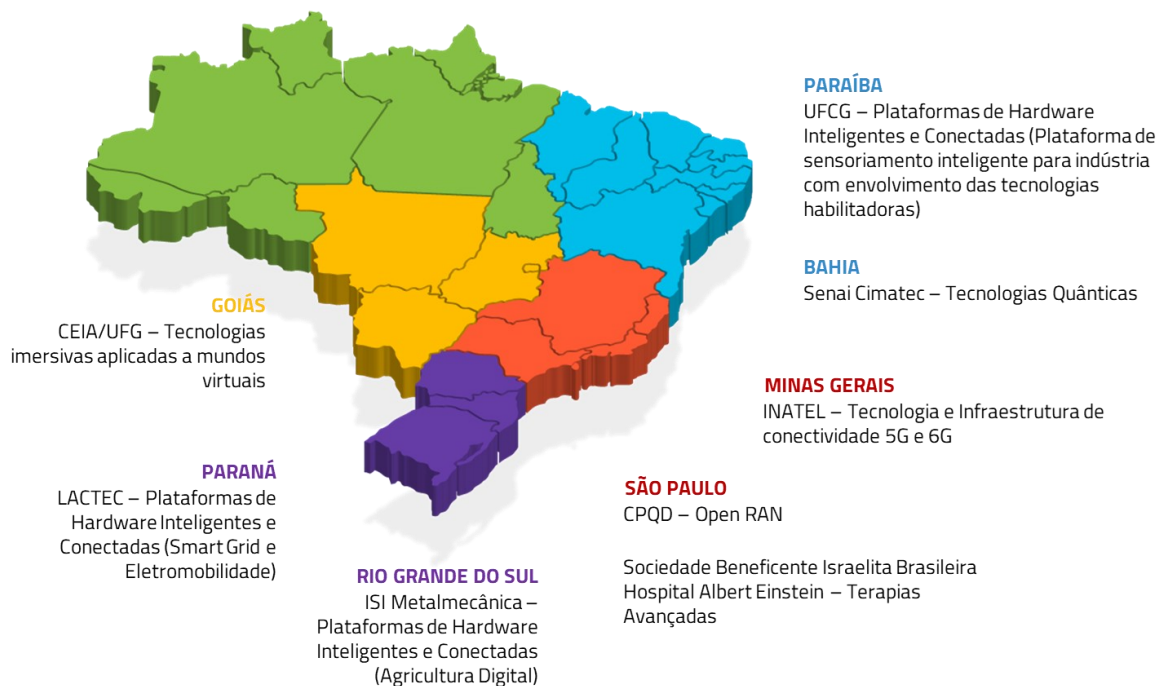 PARAÍBA
UFCG – Plataformas de Hardware
Inteligentes e Conectadas (Plataforma de
sensoriamento inteligente para indústria
com envolvimento das tecnologias
habilitadoras)
BAHIA
Senai Cimatec – Tecnologias Quânticas
GOIÁS
CEIA/UFG – Tecnologias
imersivas aplicadas a mundos
virtuais
MINAS GERAIS
INATEL – Tecnologia e Infraestrutura de
conectividade 5G e 6G
PARANÁ
LACTEC – Plataformas de
Hardware Inteligentes e
Conectadas (Smart Grid e
Eletromobilidade)
SÃO PAULO
CPQD – Open RAN
Sociedade Beneficente Israelita Brasileira
Hospital Albert Einstein – Terapias
Avançadas
RIO GRANDE DO SUL
ISI Metalmecânica –
Plataformas de Hardware
Inteligentes e Conectadas
(Agricultura Digital)